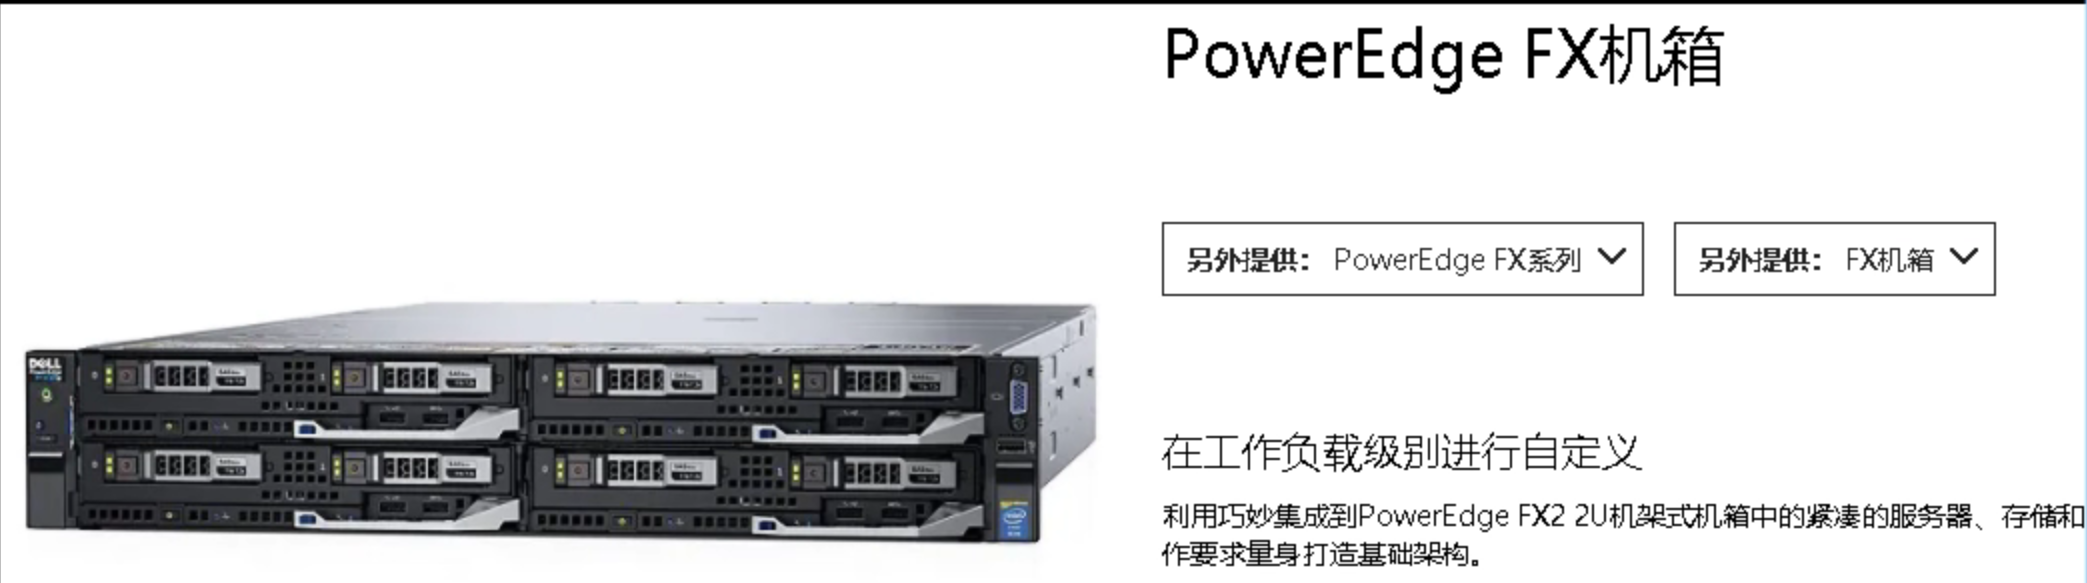 PowerEdge FX机箱
另外提供: PowerEdge FX系列
另外提供: FX机箱
DELL
在工作负载级别进行自定义
利用巧妙集成到PowerEdge FX2 2U机架式机箱中的紧凑的服务器、存储和
作要求量身打造基础架构。